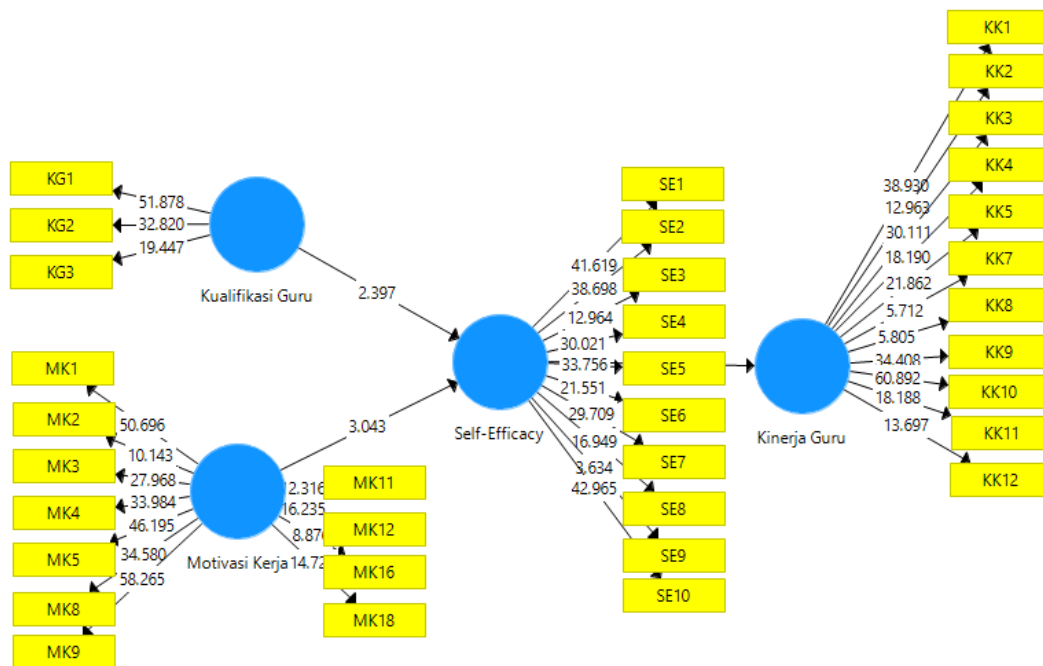 KG1
51.878
KG2
32.820
KG3
19.447
Kualifikasi Guru
2.397
MK1
50.696
MK2
10.143
MK3
27.968
MK4
33.984
MK5
46.195
MK8
34.580
MK9
58.265
Motivasi Kerja
3.043
2.316
MK11
16.235
MK12
MK16
14.72
MK18
Self-Efficacy
SE1
41.619
SE2
38.698
SE3
12.964
SE4
30.021
SE5
33.756
SE6
21.551
SE7
29.709
SE8
16.949
SE9
3.634
SE10
42.965
Kinerja Guru
KK1
38.930
KK2
12.963
KK3
30.111
KK4
18.190
KK5
21.862
KK7
5.712
KK8
5.805
KK9
34.408
KK10
60.892
KK11
18.188
KK12
13.697